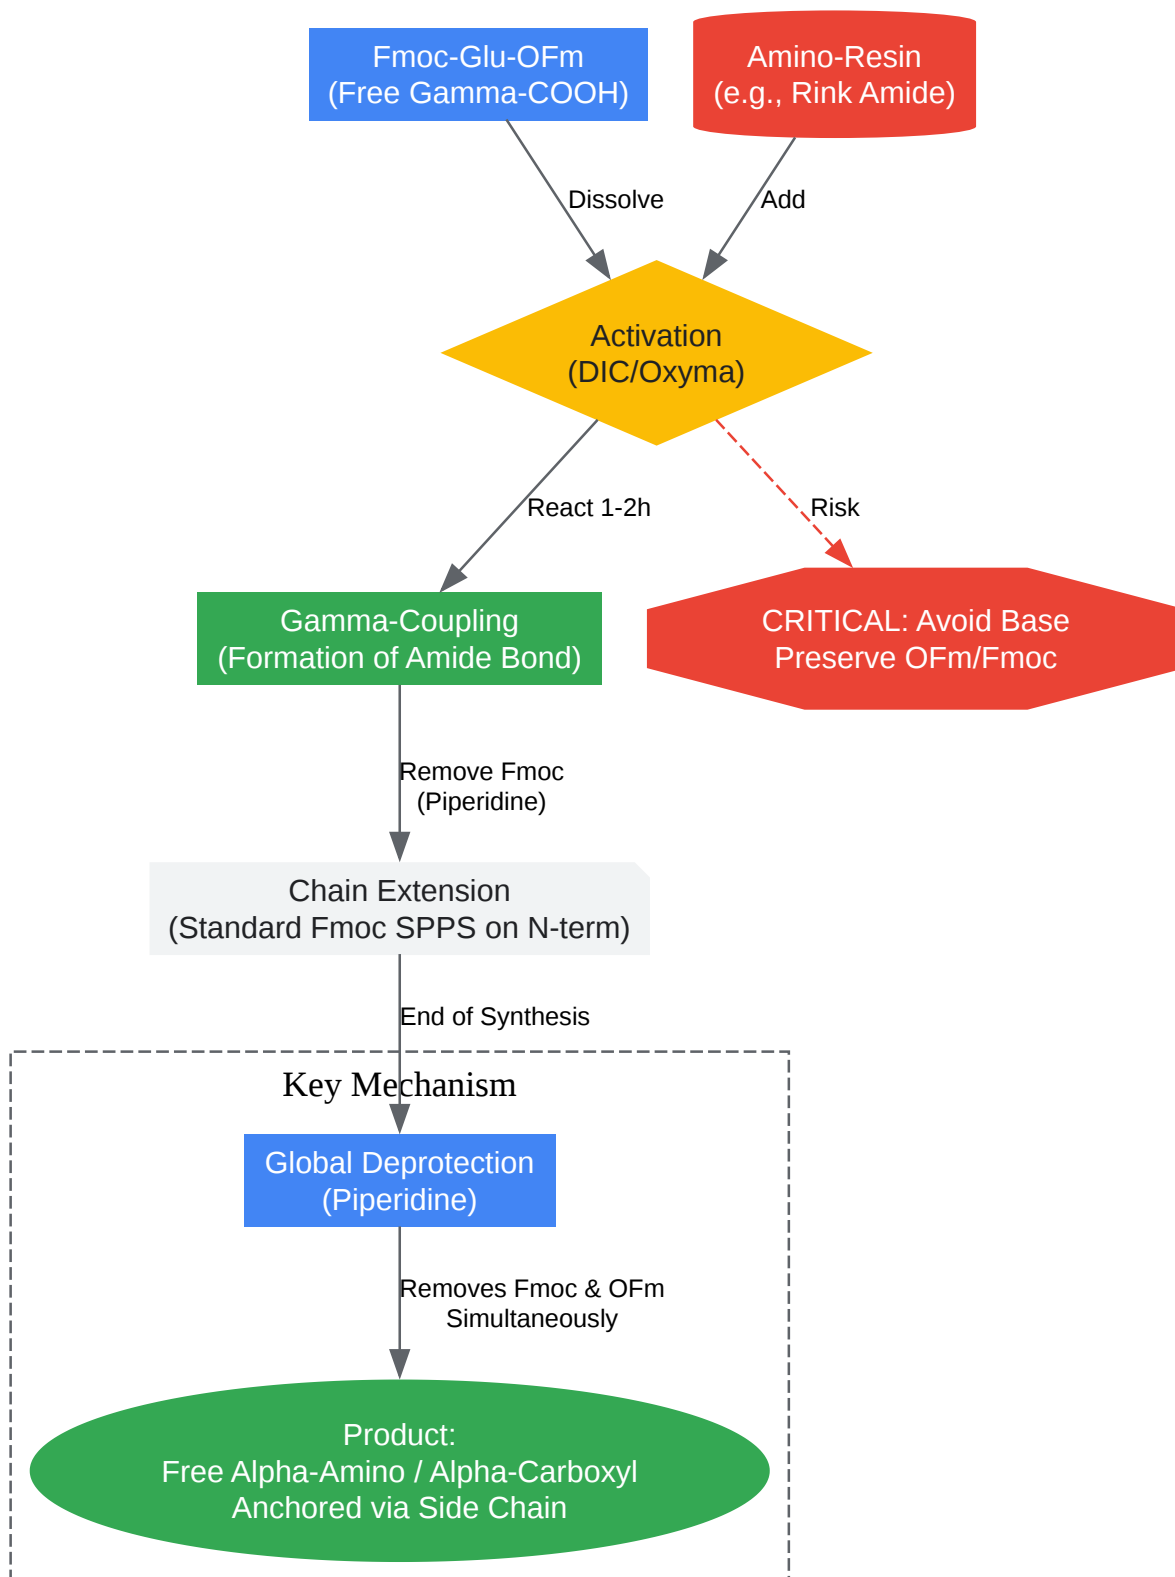 Fmoc-Glu-OFm
(Free Gamma-COOH)
Amino-Resin
(e.g., Rink Amide)
Dissolve
Add
Activation
(DIC/Oxyma)
React 1-2h
Risk
Gamma-Coupling
(Formation of Amide Bond)
CRITICAL: Avoid Base
Preserve OFm/Fmoc
Remove Fmoc
(Piperidine)
Chain Extension
(Standard Fmoc SPPS on N-term)
End of Synthesis
Key Mechanism
Global Deprotection
(Piperidine)
Removes Fmoc & OFm
Simultaneously
Product:
Free Alpha-Amino / Alpha-Carboxyl
Anchored via Side Chain